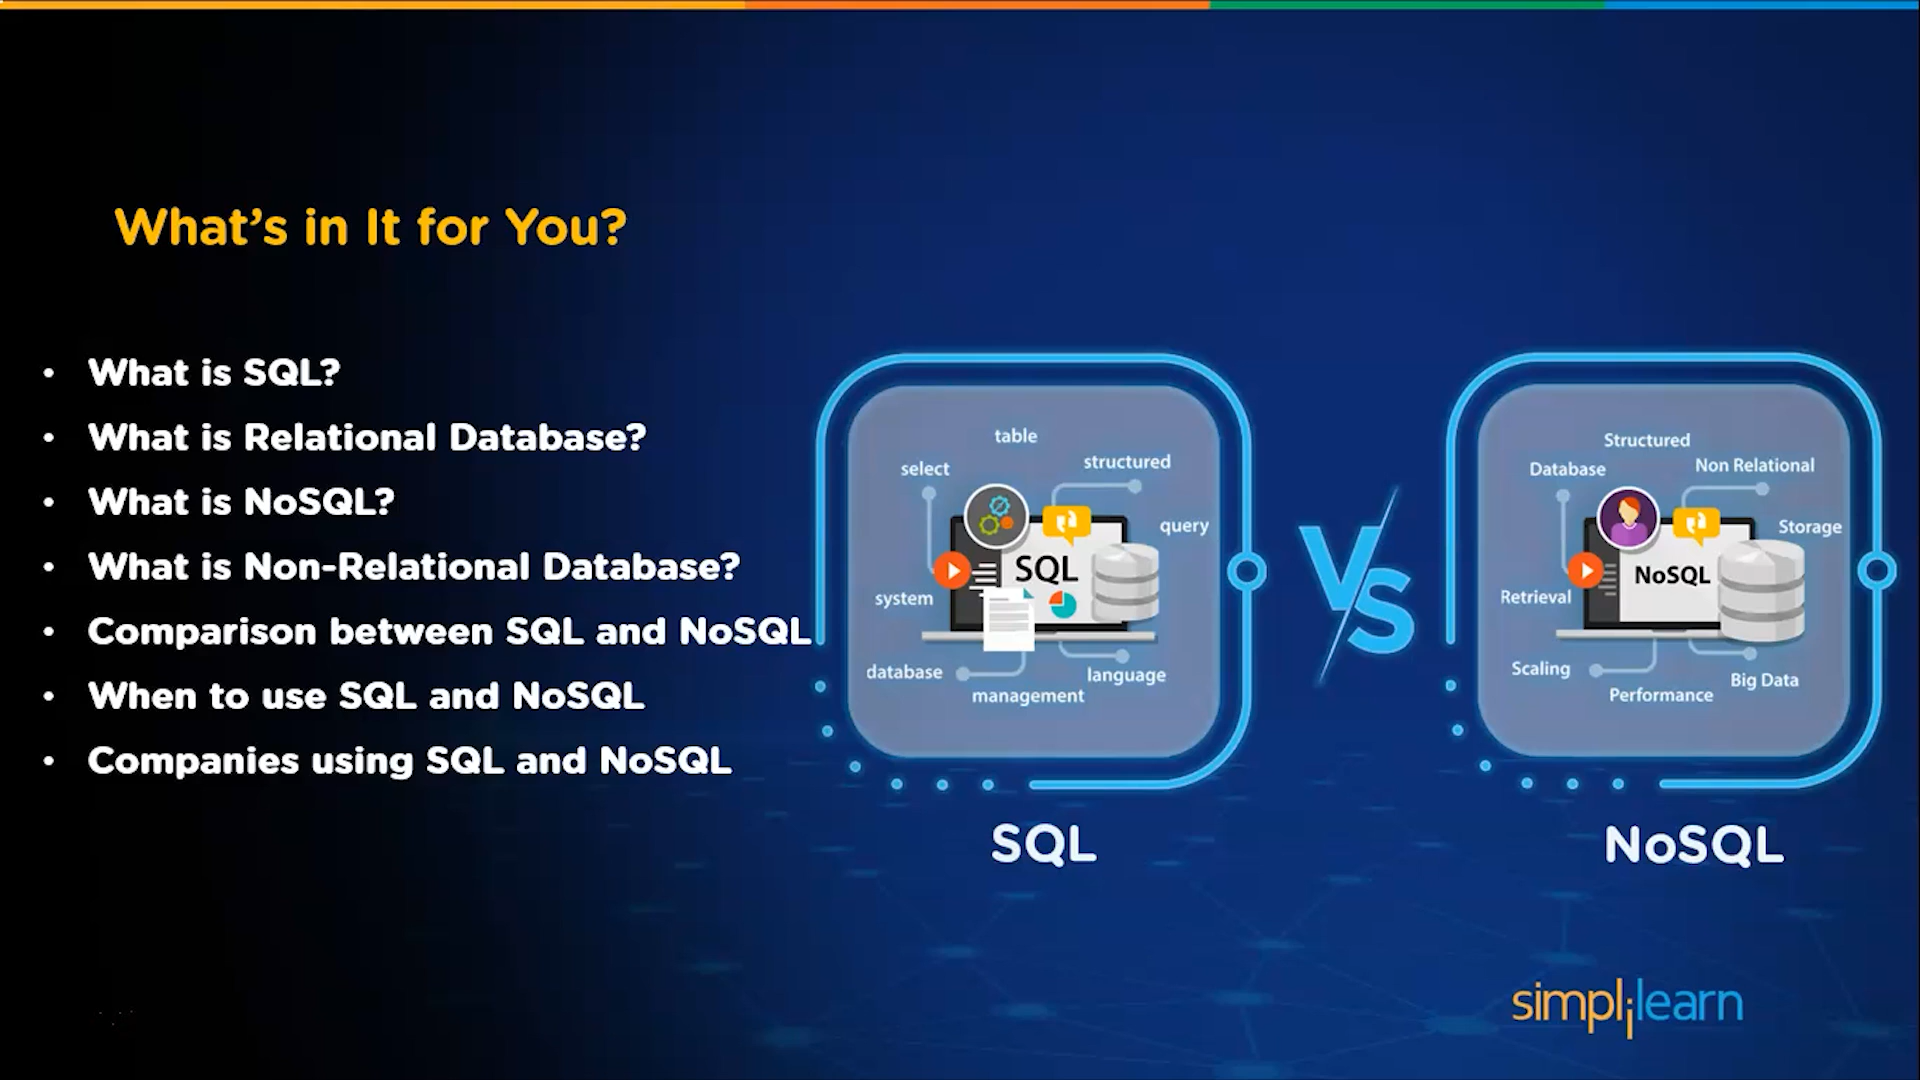 What's in It for You?
• What is SQL?
• What is Relational Database?
• What is NoSQL?
• What is Non-Relational Database?
• Comparison between SQL and NoSQL
• When to use SQL and NoSQL
• Companies using SQL and NoSQL
table
select
structured
query
SQL
system
database
management
language
SQL
VS
Structured
Database
Non Relational
Storage
NoSQL
Retrieval
Scaling
Performance
Big Data
NoSQL
simplilearn